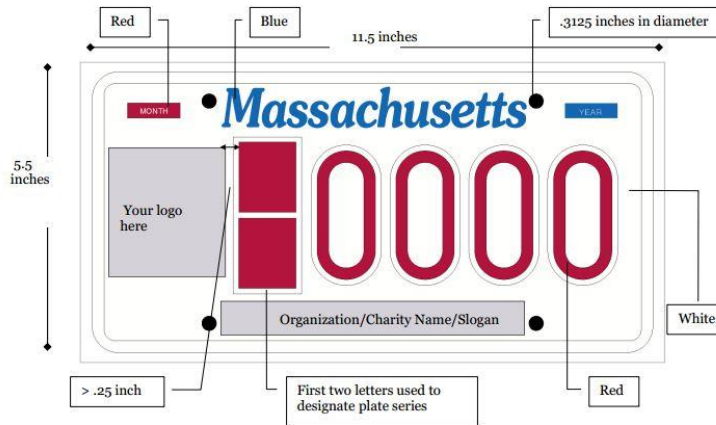 Red
Blue
.3125 inches in diameter
11.5 inches
MONTH
Massachusetts
YEAR
5.5
inches
Your logo
here
0000
Organization/Charity Name/Slogan
White
> .25 inch
First two letters used to
designate plate series
Red